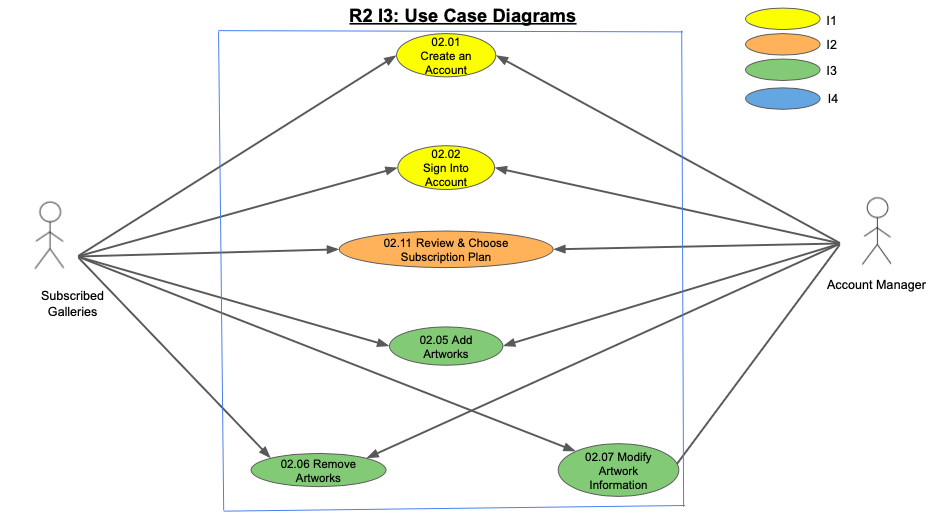 R2 I3: Use Case Diagrams
I1
I2
I3
I4
02.01
Create an
Account
02.02
Sign Into
Account
02.11 Review & Choose
Subscription Plan
Subscribed
Galleries
Account Manager
02.05 Add
Artworks
02.06 Remove
Artworks
02.07 Modify
Artwork
Information